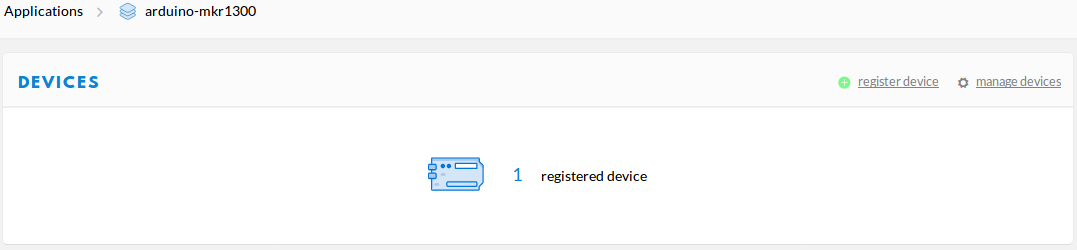 Applications > arduino-mkr1300
DEVICES register device manage devices
1 registered device